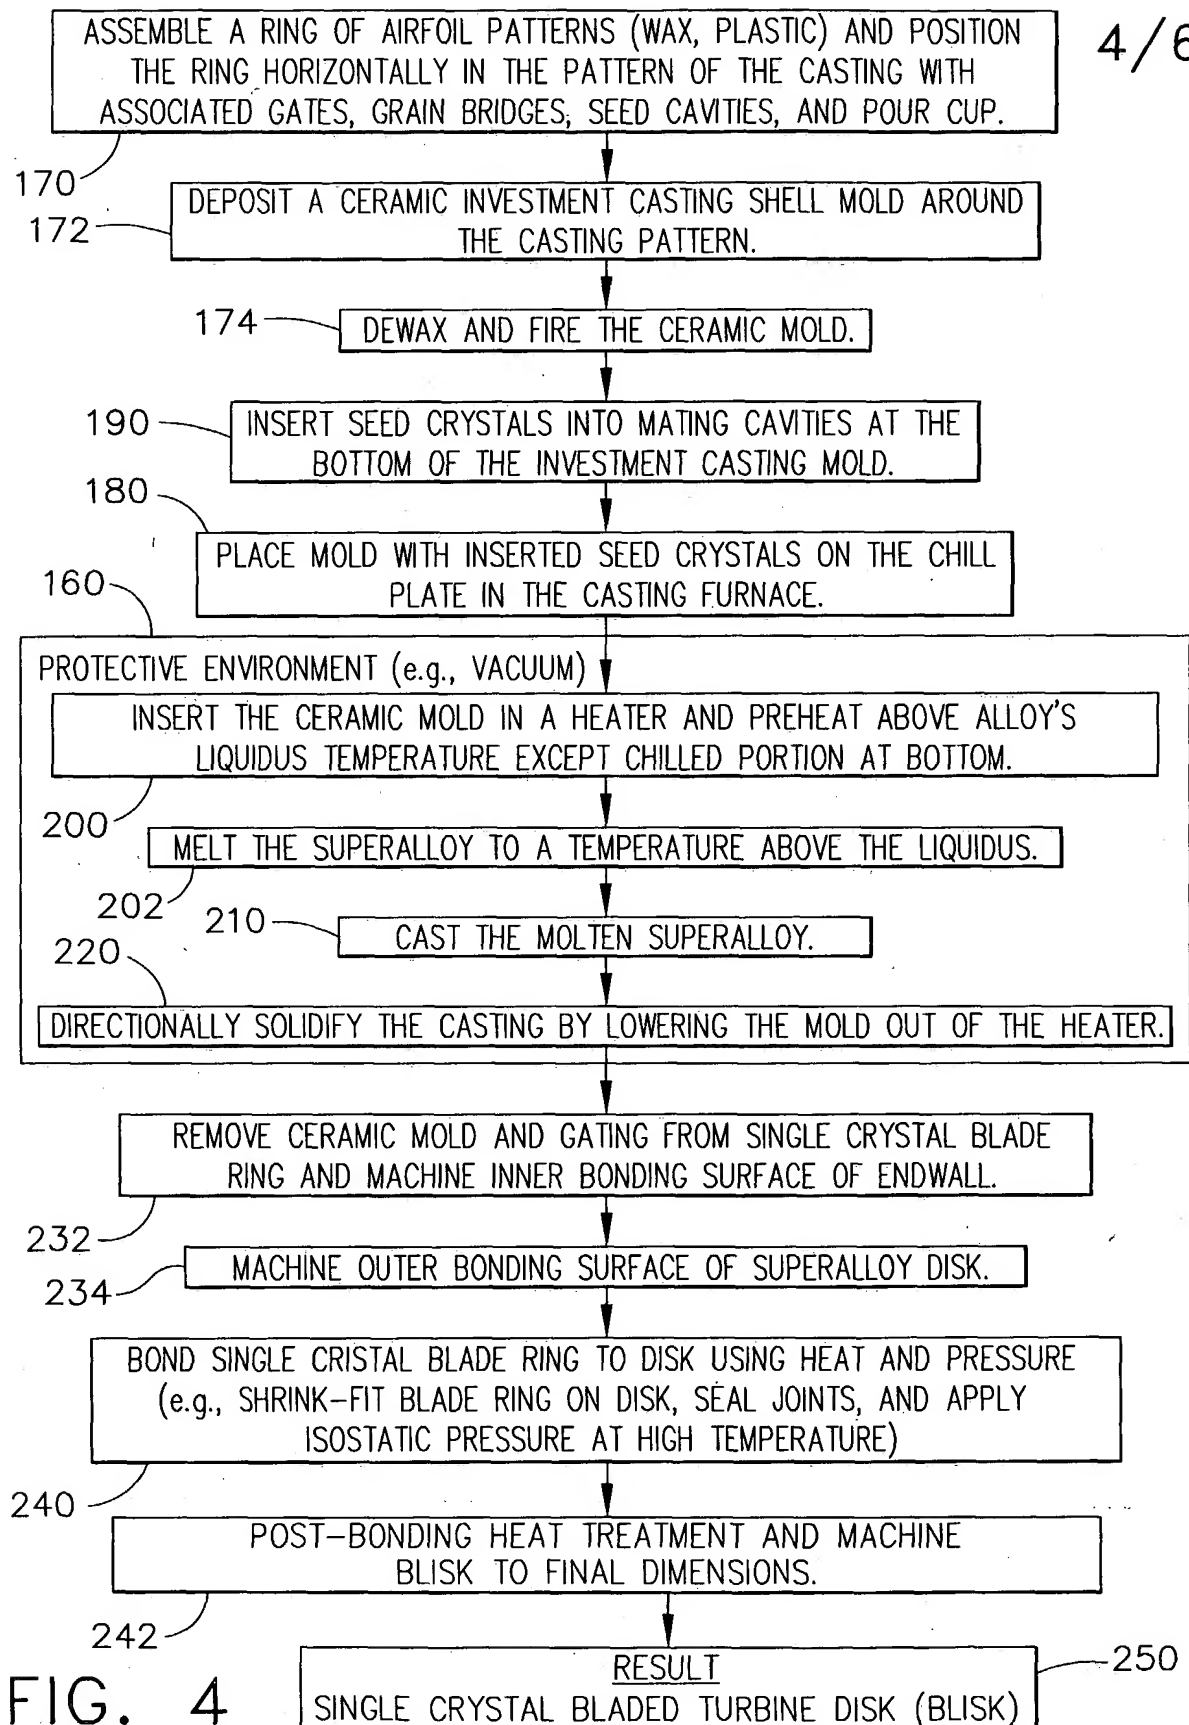 4/6
ASSEMBLE A RING OF AIRFOIL PATTERNS (WAX, PLASTIC) AND POSITION
THE RING HORIZONTALLY IN THE PATTERN OF THE CASTING WITH
ASSOCIATED GATES, GRAIN BRIDGES, SEED CAVITIES, AND POUR CUP.
170
DEPOSIT A CERAMIC INVESTMENT CASTING SHELL MOLD AROUND
THE CASTING PATTERN.
172
174
DEWAX AND FIRE THE CERAMIC MOLD.
190
INSERT SEED CRYSTALS INTO MATING CAVITIES AT THE
BOTTOM OF THE INVESTMENT CASTING MOLD.
180
PLACE MOLD WITH INSERTED SEED CRYSTALS ON THE CHILL
PLATE IN THE CASTING FURNACE.
160
PROTECTIVE ENVIRONMENT (e.g., VACUUM)
INSERT THE CERAMIC MOLD IN A HEATER AND PREHEAT ABOVE ALLOY'S
LIQUIDUS TEMPERATURE EXCEPT CHILLED PORTION AT BOTTOM.
200
MELT THE SUPERALLOY TO A TEMPERATURE ABOVE THE LIQUIDUS.
202
210
CAST THE MOLTEN SUPERALLOY.
220
DIRECTIONALLY SOLIDIFY THE CASTING BY LOWERING THE MOLD OUT OF THE HEATER.
REMOVE CERAMIC MOLD AND GATING FROM SINGLE CRYSTAL BLADE
RING AND MACHINE INNER BONDING SURFACE OF ENDWALL.
232
MACHINE OUTER BONDING SURFACE OF SUPERALLOY DISK.
234
BOND SINGLE CRISTAL BLADE RING TO DISK USING HEAT AND PRESSURE
(e.g., SHRINK-FIT BLADE RING ON DISK, SEAL JOINTS, AND APPLY
ISOSTATIC PRESSURE AT HIGH TEMPERATURE)
240
POST-BONDING HEAT TREATMENT AND MACHINE
BLISK TO FINAL DIMENSIONS.
242
RESULT
250
SINGLE CRYSTAL BLADED TURBINE DISK (BLISK)
FIG. 4